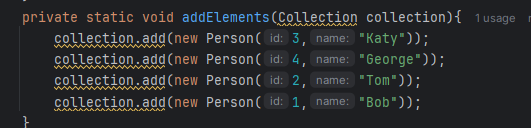 private static void addElements(Collection collection){ 1 usage
collection.add(new Person( id: 3, name: "Katy"));
collection.add(new Person( id: 4, name: "George"));
collection.add(new Person( id: 2, name: "Tom"));
collection.add(new Person( id: 1, name: "Bob"));
}